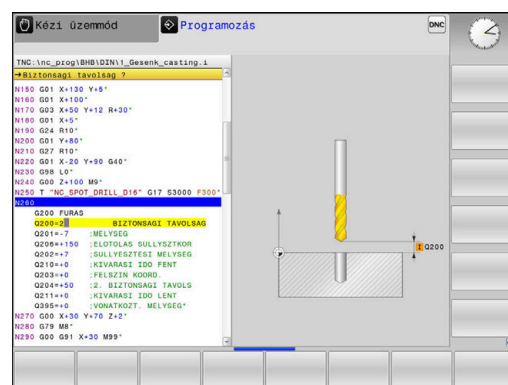 Kézi üzemmód
Programozás
DNC
TNC:\nc_prog\BHB\DIN\1_Gesenk_casting.i
→Biztonsagi tavolsag ?
N150 G01 X+130 Y+5*
N160 G01 X+100*
N170 G03 X+50 Y+12 R+30*
N180 G01 X+5*
N190 G24 R10*
N200 G01 Y+80*
N210 G27 R10*
N220 G01 X-20 Y+90 G40*
N230 G98 L0*
N240 G00 Z+100 M9*
N250 T "NC_SPOT_DRILL_D16" G17 S3000 F300*
N260
G200 FURAS
Q200=2 BIZTONSAGI TAVOLSAG
Q201=-7 ;MELYSEG
Q206=+150 ;ELOTOLAS SULLYSZTKOR
Q202=+7 ;SULLYESZTESI MELYSEG
Q210=+0 ;KIVARASI IDO FENT
Q203=+0 ;FELSZIN KOORD.
Q204=+50 ;2. BIZTONSAGI TAVOLS
Q211=+0 ;KIVARASI IDO LENT
Q395=+0 ;VONATKOZT. MELYSEG*
N270 G00 X+30 Y+70 Z+2*
N280 G79 M8*
N290 G00 G91 X+30 M99*
Q200